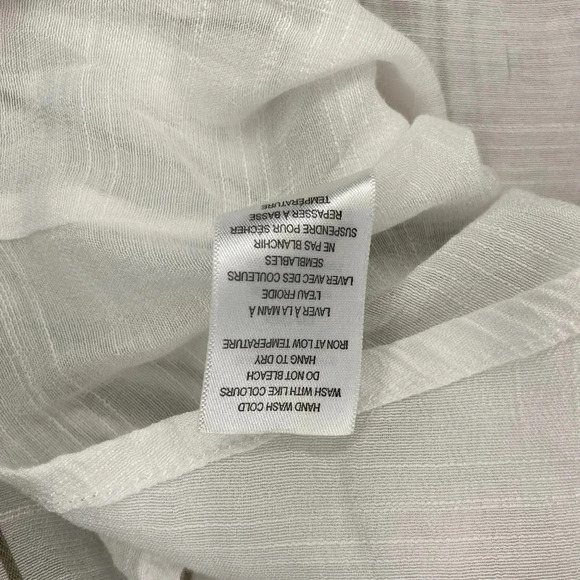 HAND WASH COLD
WASH WITH LIKE COLOURS
DO NOT BLEACH
HANG TO DRY
IRON AT LOW TEMPERATURE
LAVER À LA MAIN À
L'EAU FROIDE
LAVER AVEC DES COULEURS
SEMBLABLES
NE PAS BLANCHIR
SUSPENDRE POUR SÉCHER
REPASSER À BASSE
TEMPÉRATURE